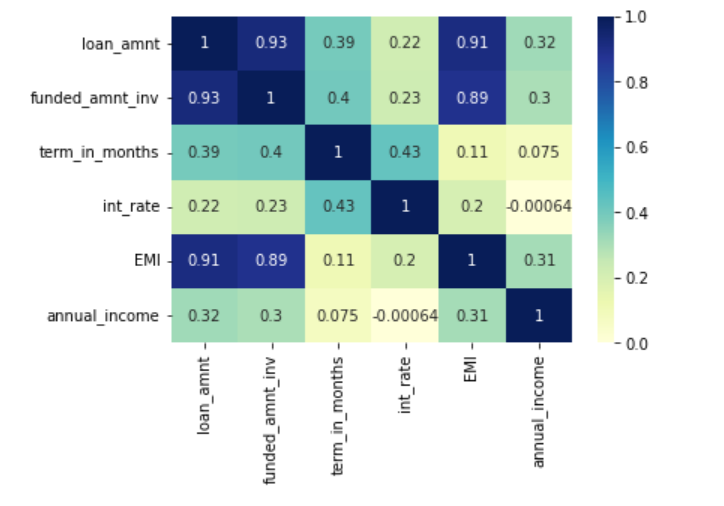 loan_amnt 1 0.93 0.39 0.22 0.91 0.32
funded_amnt_inv 0.93 1 0.4 0.23 0.89 0.3
term_in_months 0.39 0.4 1 0.43 0.11 0.075
int_rate 0.22 0.23 0.43 1 0.2 -0.00064
EMI 0.91 0.89 0.11 0.2 1 0.31
annual_income 0.32 0.3 0.075 -0.00064 0.31 1
loan_amnt
funded_amnt_inv
term_in_months
int_rate
EMI
annual_income
1.0
0.8
0.6
0.4
0.2
0.0